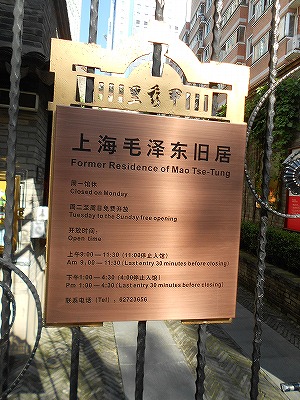 甲秀里
上海毛泽东旧居
Former Residence of Mao Tse-Tung
周一馆休
Closed on Monday
周二至周日免费开放
Tuesday to the Sunday free opening
开放时间：
Open time
上午9:00—11:30 (11:00停止入馆)
Am 9:00—11:30 (Last entry 30 minutes before closing)
下午1:00—4:30 (4:00停止入馆)
Pm 1:00—4:30 (Last entry 30 minutes before closing)
联系电话 (Tel)：62723656